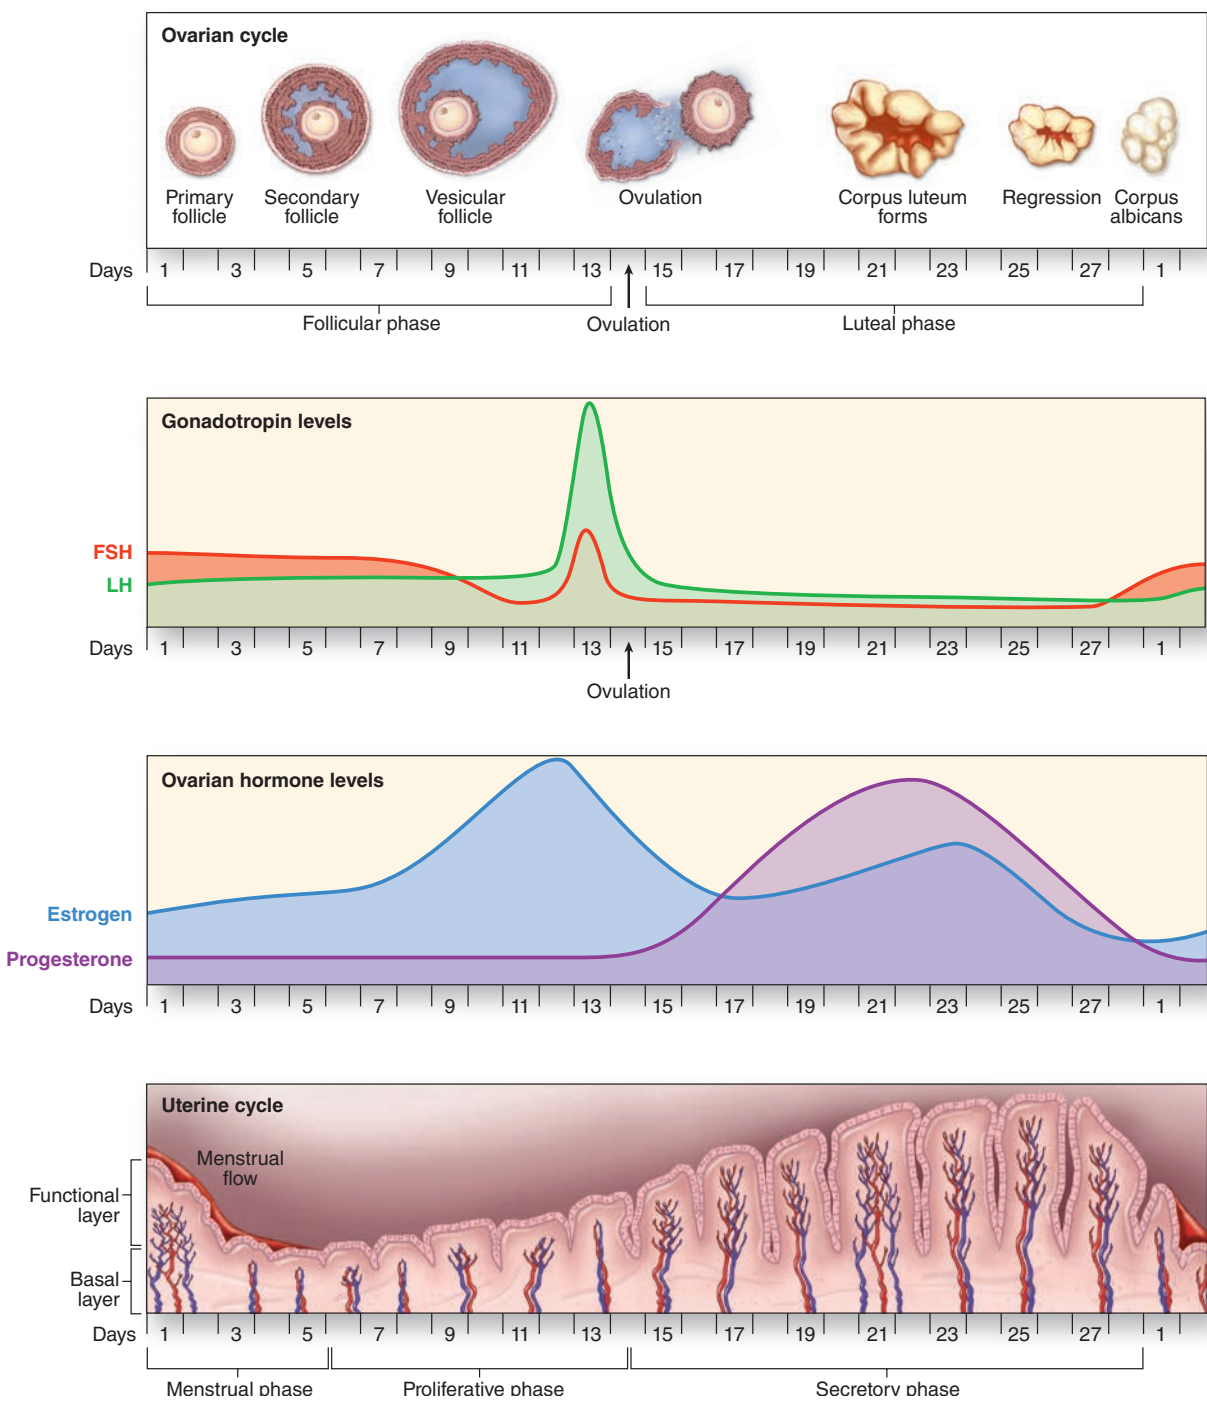 Ovarian cycle
Primary
follicle
Secondary
follicle
Vesicular
follicle
Ovulation
Corpus luteum
forms
Regression
Corpus
albicans
Days 1 3 5 7 9 11 13 15 17 19 21 23 25 27 1
Follicular phase
Ovulation
Luteal phase
Gonadotropin levels
FSH
LH
Days 1 3 5 7 9 11 13 15 17 19 21 23 25 27 1
Ovulation
Ovarian hormone levels
Estrogen
Progesterone
Days 1 3 5 7 9 11 13 15 17 19 21 23 25 27 1
Uterine cycle
Menstrual
flow
Functional
layer
Basal
layer
Days 1 3 5 7 9 11 13 15 17 19 21 23 25 27 1
Menstrual phase
Proliferative phase
Secretory phase